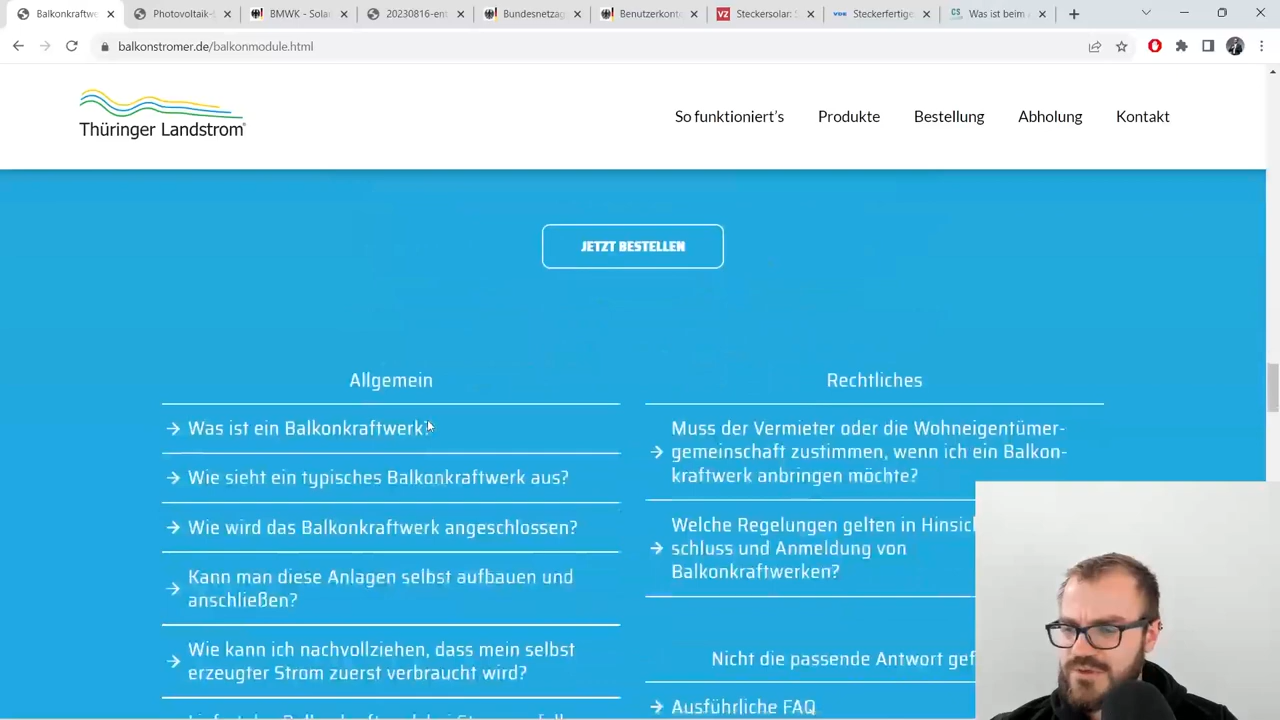 Balkonkraftwe
Photovoltaik-
BMWK - Sola
20230816-ent
Bundesnetzag
Benutzerkont
VZ Steckersolar: S
VDE Steckerfertige
CS Was ist beim
balkonstromer.de/balkonmodule.html
Thüringer Landstrom
So funktioniert's
Produkte
Bestellung
Abholung
Kontakt
JETZT BESTELLEN
Allgemein
Was ist ein Balkonkraftwerk?
Wie sieht ein typisches Balkonkraftwerk aus?
Wie wird das Balkonkraftwerk angeschlossen?
Kann man diese Anlagen selbst aufbauen und
anschließen?
Wie kann ich nachvollziehen, dass mein selbst
erzeugter Strom zuerst verbraucht wird?
Rechtliches
Muss der Vermieter oder die Wohneigentümer-
gemeinschaft zustimmen, wenn ich ein Balkon-
kraftwerk anbringen möchte?
Welche Regelungen gelten in Hinsic
schluss und Anmeldung von
Balkonkraftwerken?
Nicht die passende Antwort gef
Ausführliche FAQ